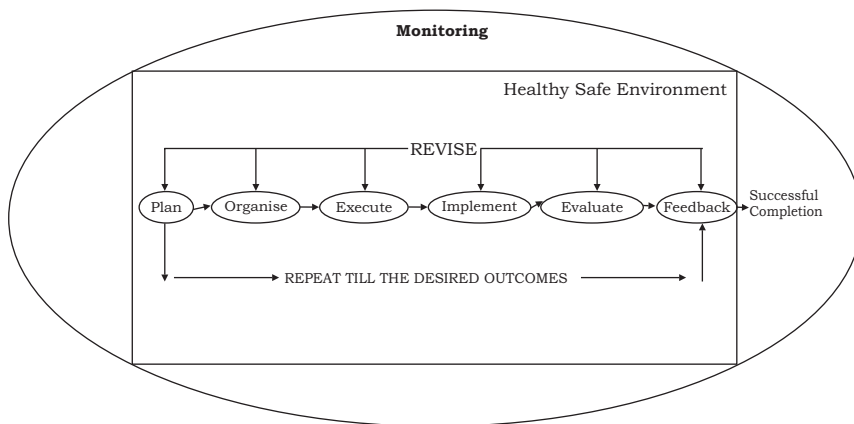 Monitoring
Healthy Safe Environment
REVISE
Plan
Organise
Execute
Implement
Evaluate
Feedback
Successful
Completion
REPEAT TILL THE DESIRED OUTCOMES